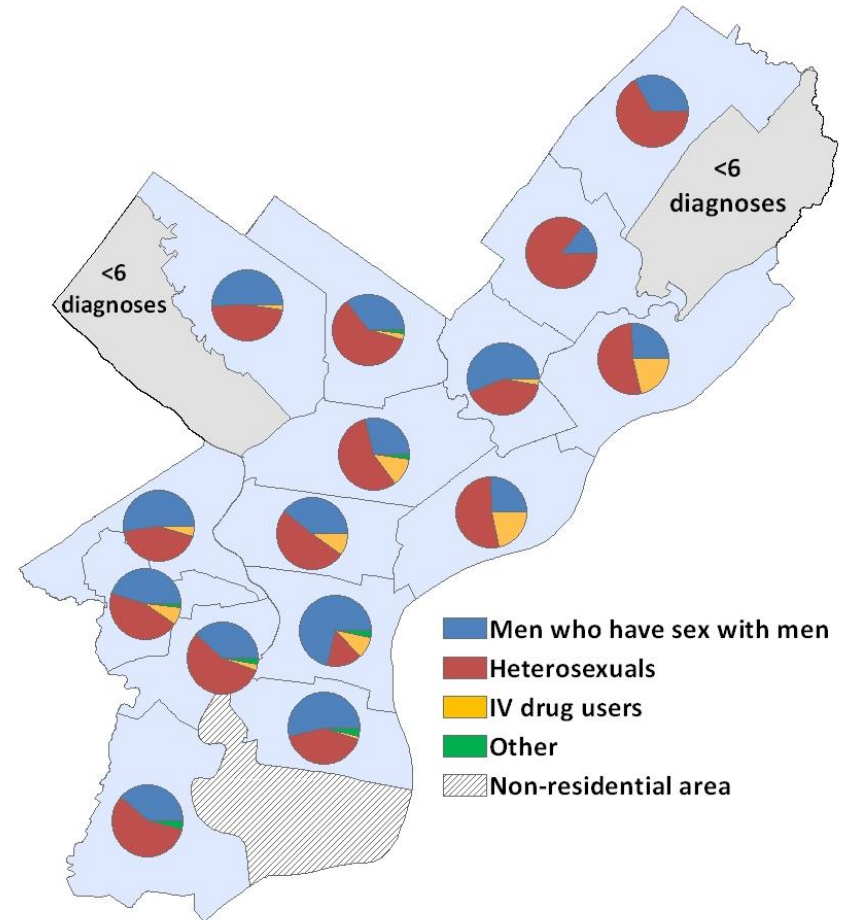 <6
diagnoses
<6
diagnoses
Men who have sex with men
Heterosexuals
IV drug users
Other
Non-residential area